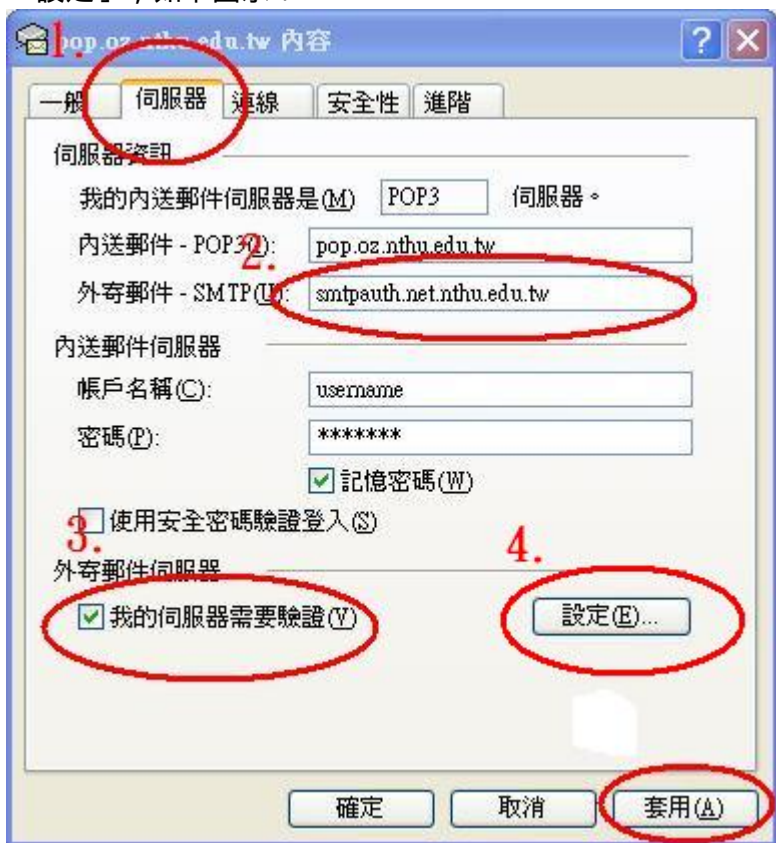 設定」，如下圖示：
1.
pop.oz.nthu.edu.tw 內容
一般 伺服器 連線 安全性 進階
伺服器資訊
我的內送郵件伺服器是(M) POP3 伺服器。
2.
內送郵件 - POP3(I): pop.oz.nthu.edu.tw
外寄郵件 - SMTP(U): smtpauth.net.nthu.edu.tw
內送郵件伺服器
帳戶名稱(C): username
密碼(P): *******
記憶密碼(W)
3. 使用安全密碼驗證登入(S)
4.
外寄郵件伺服器
我的伺服器需要驗證(V) 設定(E)...
確定 取消 套用(A)